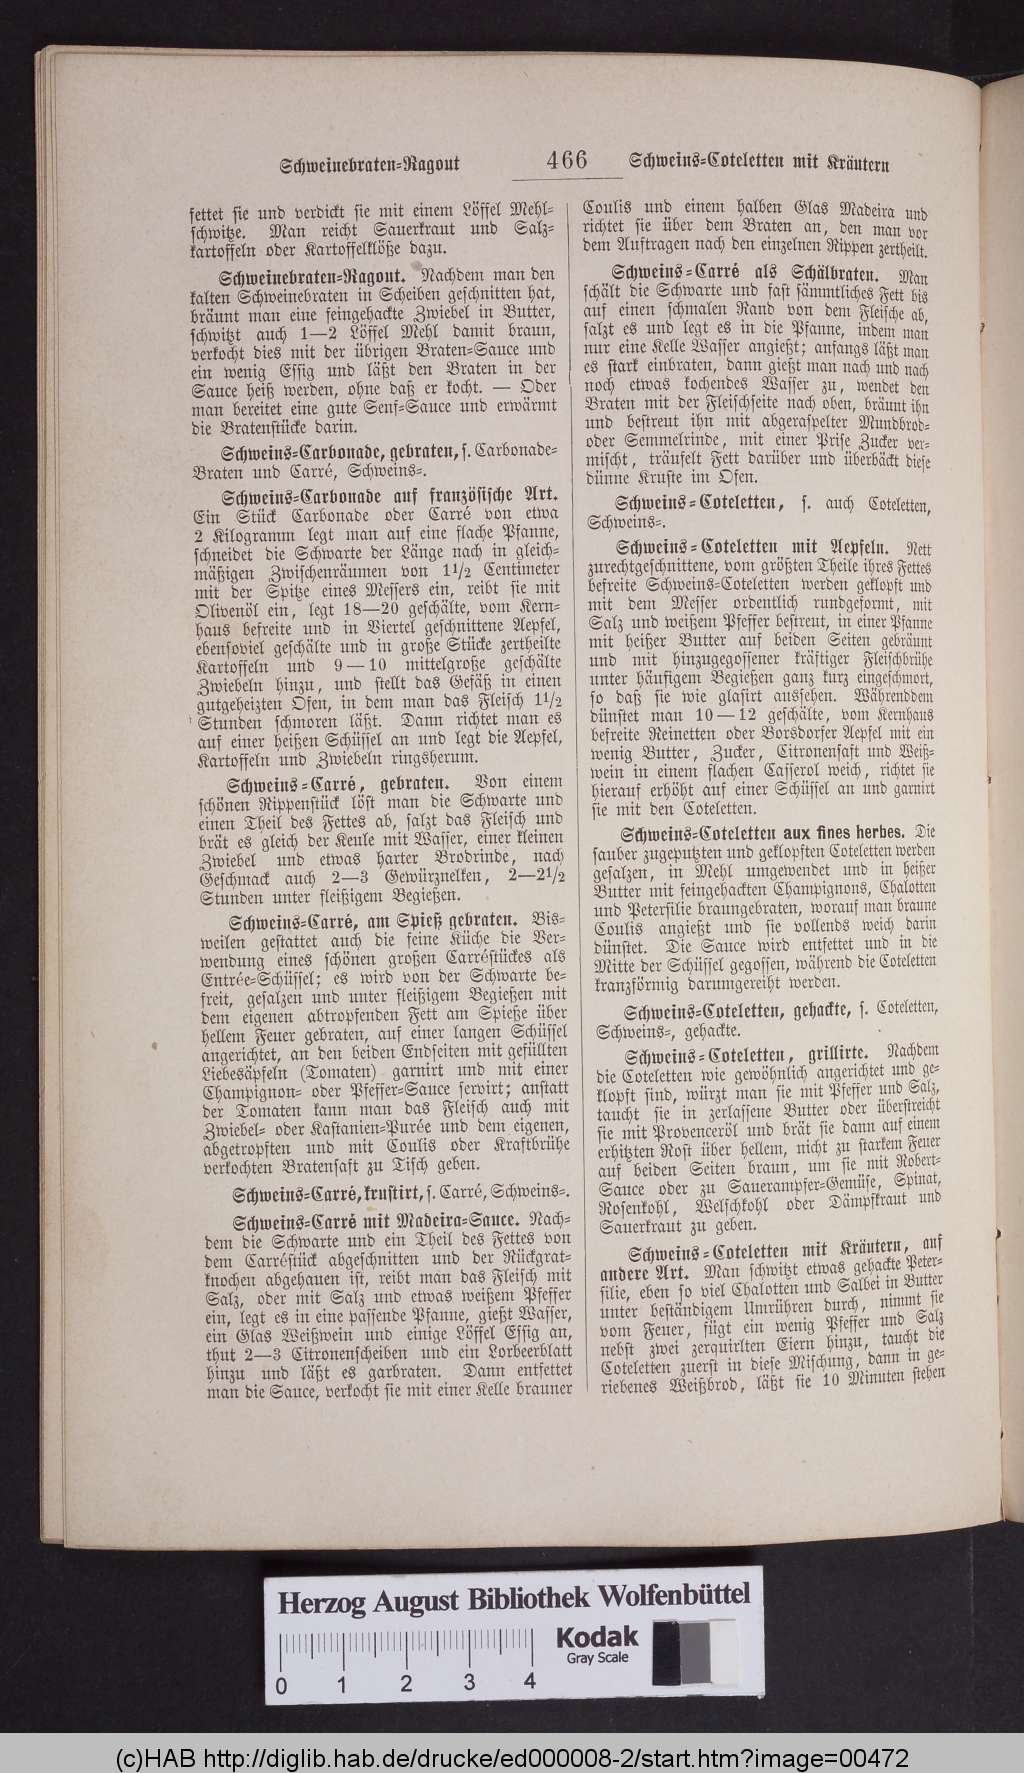 Schweinebraten-Ragout
466
Schweins-Coteletten mit Kräutern
fettet sie und verdickt sie mit einem Löffel Mehl-
schwitze. Man reicht Sauerkraut und Salz-
kartoffeln oder Kartoffelklöße dazu.
Schweinebraten-Ragout. Nachdem man den
kalten Schweinebraten in Scheiben geschnitten hat,
bräunt man eine feingehackte Zwiebel in Butter,
schwitzt auch 1—2 Löffel Mehl damit braun,
verkocht dies mit der übrigen Braten-Sauce und
ein wenig Essig und läßt den Braten in der
Sauce heiß werden, ohne daß er kocht. — Oder
man bereitet eine gute Senf-Sauce und erwärmt
die Bratenstücke darin.
Schweins-Carbonade, gebraten, s. Carbonade-
Braten und Carré, Schweins-.
Schweins-Carbonade auf französische Art.
Ein Stück Carbonade oder Carré von etwa
2 Kilogramm legt man auf eine flache Pfanne,
schneidet die Schwarte der Länge nach in gleich-
mäßigen Zwischenräumen von 1 1/2 Centimeter
mit der Spitze eines Messers ein, reibt sie mit
Olivenöl ein, legt 18—20 geschälte, vom Kern-
haus befreite und in Viertel geschnittene Aepfel,
ebensoviel geschälte und in große Stücke zertheilte
Kartoffeln und 9—10 mittelgroße geschälte
Zwiebeln hinzu, und stellt das Gefäß in einen
gutgeheizten Ofen, in dem man das Fleisch 1 1/2
Stunden schmoren läßt. Dann richtet man es
auf einer heißen Schüssel an und legt die Aepfel,
Kartoffeln und Zwiebeln ringsherum.
Schweins-Carré, gebraten. Von einem
schönen Rippenstück löst man die Schwarte und
einen Theil des Fettes ab, salzt das Fleisch und
brät es gleich der Keule mit Wasser, einer kleinen
Zwiebel und etwas harter Brodrinde, nach
Geschmack auch 2—3 Gewürznelken, 2—2 1/2
Stunden unter fleißigem Begießen.
Schweins-Carré, am Spieß gebraten. Bis-
weilen gestattet auch die feine Küche die Ver-
wendung eines schönen großen Carréstückes als
Entrée-Schüssel; es wird von der Schwarte be-
freit, gesalzen und unter fleißigem Begießen mit
dem eigenen abtropfenden Fett am Spieße über
hellem Feuer gebraten, auf einer langen Schüssel
angerichtet, an den beiden Endseiten mit gefüllten
Liebesäpfeln (Tomaten) garnirt und mit einer
Champignon- oder Pfeffer-Sauce servirt; anstatt
der Tomaten kann man das Fleisch auch mit
Zwiebel- oder Kastanien-Purée und dem eigenen,
abgetropften und mit Coulis oder Kraftbrühe
verkochten Bratensaft zu Tisch geben.
Schweins-Carré, krustirt, s. Carré, Schweins-.
Schweins-Carré mit Madeira-Sauce. Nach-
dem die Schwarte und ein Theil des Fettes von
dem Carréstück abgeschnitten und der Rückgrat-
knochen abgehauen ist, reibt man das Fleisch mit
Salz, oder mit Salz und etwas weißem Pfeffer
ein, legt es in eine passende Pfanne, gießt Wasser,
ein Glas Weißwein und einige Löffel Essig an,
thut 2—3 Citronenscheiben und ein Lorbeerblatt
hinzu und läßt es garbraten. Dann entfettet
man die Sauce, verkocht sie mit einer Kelle brauner
Coulis und einem halben Glas Madeira und
richtet sie über dem Braten an, den man vor
dem Auftragen nach den einzelnen Rippen zertheilt.
Schweins-Carré als Schälbraten. Man
schält die Schwarte und fast sämmtliches Fett bis
auf einen schmalen Rand von dem Fleische ab,
salzt es und legt es in die Pfanne, indem man
nur eine Kelle Wasser angießt; anfangs läßt man
es stark einbraten, dann gießt man nach und nach
noch etwas kochendes Wasser zu, wendet den
Braten mit der Fleischseite nach oben, bräunt ihn
und bestreut ihn mit abgeraspelter Mundbrod-
oder Semmelrinde, mit einer Prise Zucker ver-
mischt, träufelt Fett darüber und überbäckt diese
dünne Kruste im Ofen.
Schweins-Coteletten, s. auch Coteletten,
Schweins-.
Schweins-Coteletten mit Aepfeln. Nett
zurechtgeschnittene, vom größten Theile ihres Fettes
befreite Schweins-Coteletten werden geklopft und
mit dem Messer ordentlich rundgeformt, mit
Salz und weißem Pfeffer bestreut, in einer Pfanne
mit heißer Butter auf beiden Seiten gebräunt
und mit hinzugegossener kräftiger Fleischbrühe
unter häufigem Begießen ganz kurz eingeschmort,
so daß sie wie glasirt aussehen. Währenddem
dünstet man 10—12 geschälte, vom Kernhaus
befreite Reinetten oder Borsdorfer Aepfel mit ein
wenig Butter, Zucker, Citronensaft und Weiß-
wein in einem flachen Casserol weich, richtet sie
hierauf erhöht auf einer Schüssel an und garnirt
sie mit den Coteletten.
Schweins-Coteletten aux fines herbes. Die
sauber zugeputzten und geklopften Coteletten werden
gesalzen, in Mehl umgewendet und in heißer
Butter mit feingehackten Champignons, Chalotten
und Petersilie braungebraten, worauf man braune
Coulis angießt und sie vollends weich darin
dünstet. Die Sauce wird entfettet und in die
Mitte der Schüssel gegossen, während die Coteletten
kranzförmig darumgereiht werden.
Schweins-Coteletten, gehackte, s. Coteletten,
Schweins-, gehackte.
Schweins-Coteletten, grillirte. Nachdem
die Coteletten wie gewöhnlich angerichtet und ge-
klopft sind, würzt man sie mit Pfeffer und Salz,
taucht sie in zerlassene Butter oder überstreicht
sie mit Provenceröl und brät sie dann auf einem
erhitzten Rost über hellem, nicht zu starkem Feuer
auf beiden Seiten braun, um sie mit Robert-
Sauce oder zu Sauerampfer-Gemüse, Spinat,
Rosenkohl, Welschkohl oder Dämpfkraut und
Sauerkraut zu geben.
Schweins-Coteletten mit Kräutern, auf
andere Art. Man schwitzt etwas gehackte Peter-
silie, eben so viel Chalotten und Salbei in Butter
unter beständigem Umrühren durch, nimmt sie
vom Feuer, fügt ein wenig Pfeffer und Salz
nebst zwei zerquirlten Eiern hinzu, taucht die
Coteletten zuerst in diese Mischung, dann in ge-
riebenes Weißbrod, läßt sie 10 Minuten stehen
Herzog August Bibliothek Wolfenbüttel
Kodak
Gray Scale
0 1 2 3 4
(c)HAB http://diglib.hab.de/drucke/ed000008-2/start.htm?image=00472